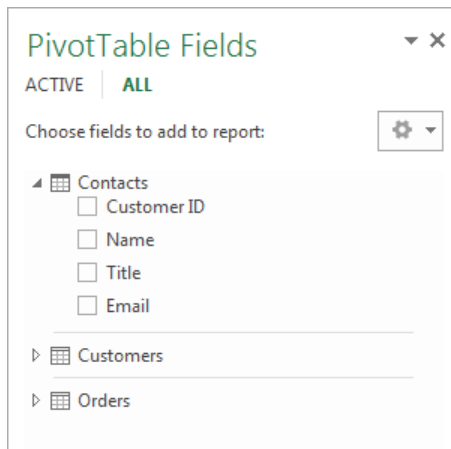 PivotTable Fields
ACTIVE ALL
Choose fields to add to report:
Contacts
Customer ID
Name
Title
Email
Customers
Orders